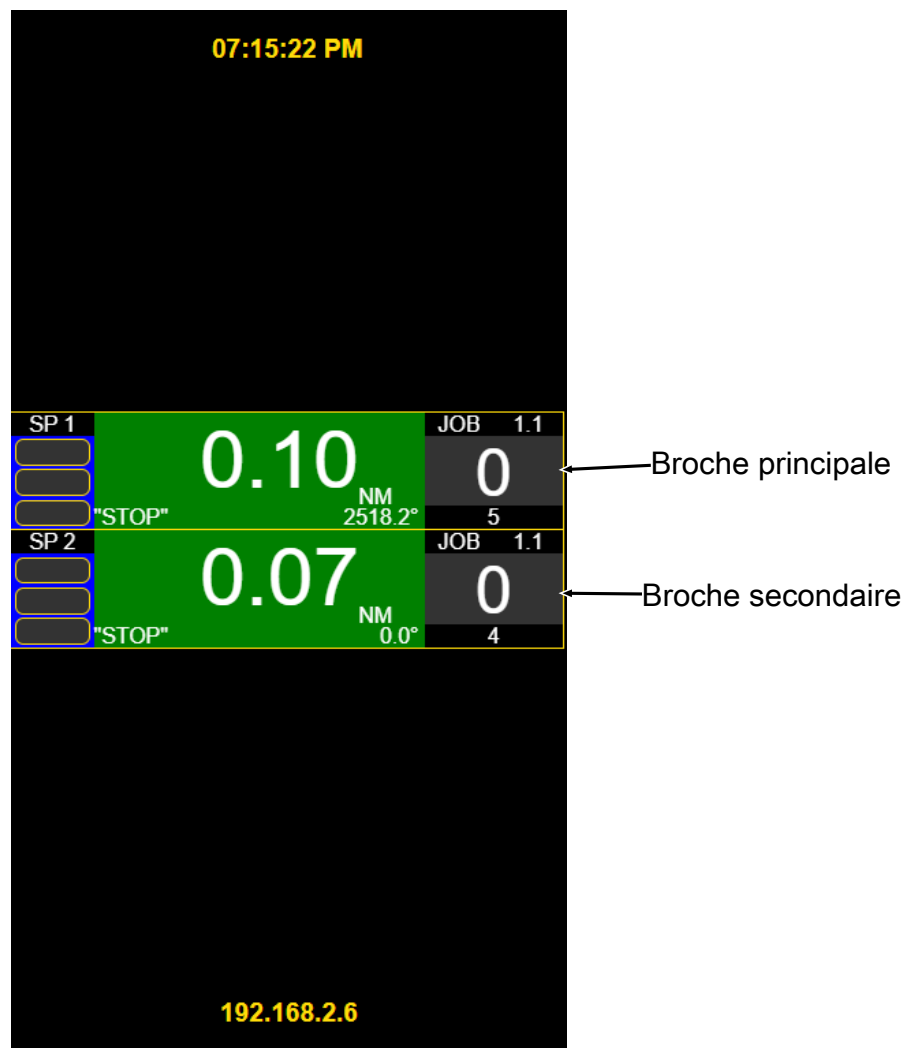 07:15:22 PM
SP 1
0.10
NM
"STOP"
2518.2°
JOB 1.1
0
5
Broche principale
SP 2
0.07
NM
"STOP"
0.0°
JOB 1.1
0
4
Broche secondaire
192.168.2.6